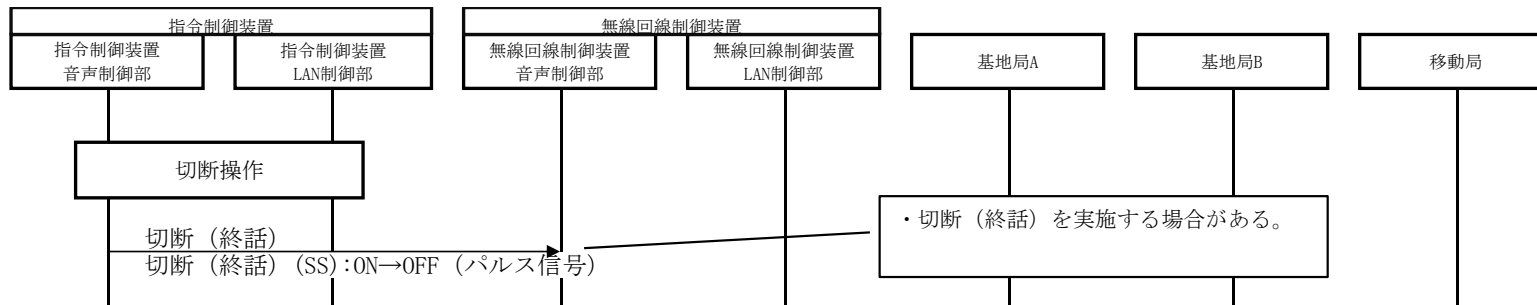 指令制御装置
無線回線制御装置
指令制御装置
音声制御部
指令制御装置
LAN制御部
無線回線制御装置
音声制御部
無線回線制御装置
LAN制御部
基地局A
基地局B
移動局
切断操作
・切断（終話）を実施する場合がある。
切断（終話）
切断（終話）(SS):ON→OFF（パルス信号）